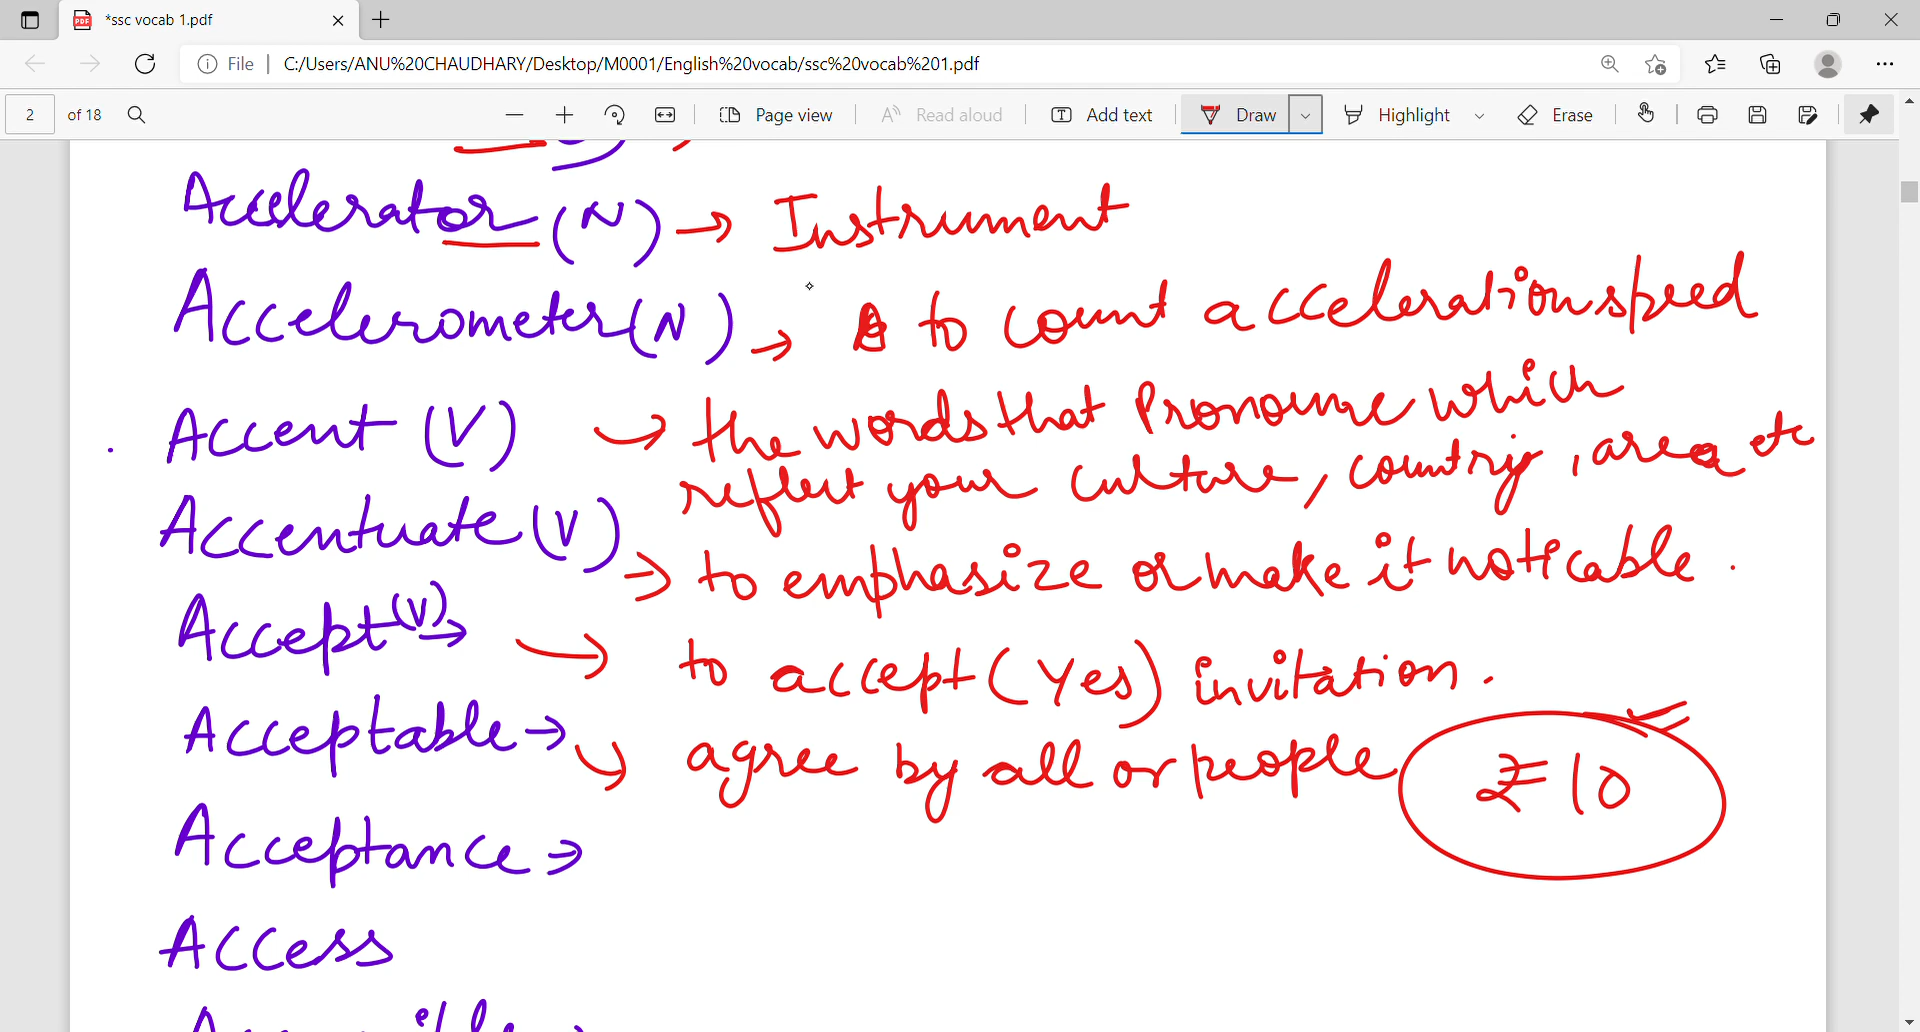 *ssc vocab 1.pdf
File | C:/Users/ANU%20CHAUDHARY/Desktop/M0001/English%20vocab/ssc%20vocab%201.pdf
2 of 18 Page view Read aloud Add text Draw Highlight Erase
Accelerator (N) → Instrument
Accelerometer (N) → to count acceleration speed
Accent (V) → the words that Pronounce which
reflect your culture, country, area etc
Accentuate (V) → to emphasize or make it noticable.
Accept (V) → → to accept (Yes) invitation.
Acceptable → → agree by all or people
₹ 10
Acceptance →
Access